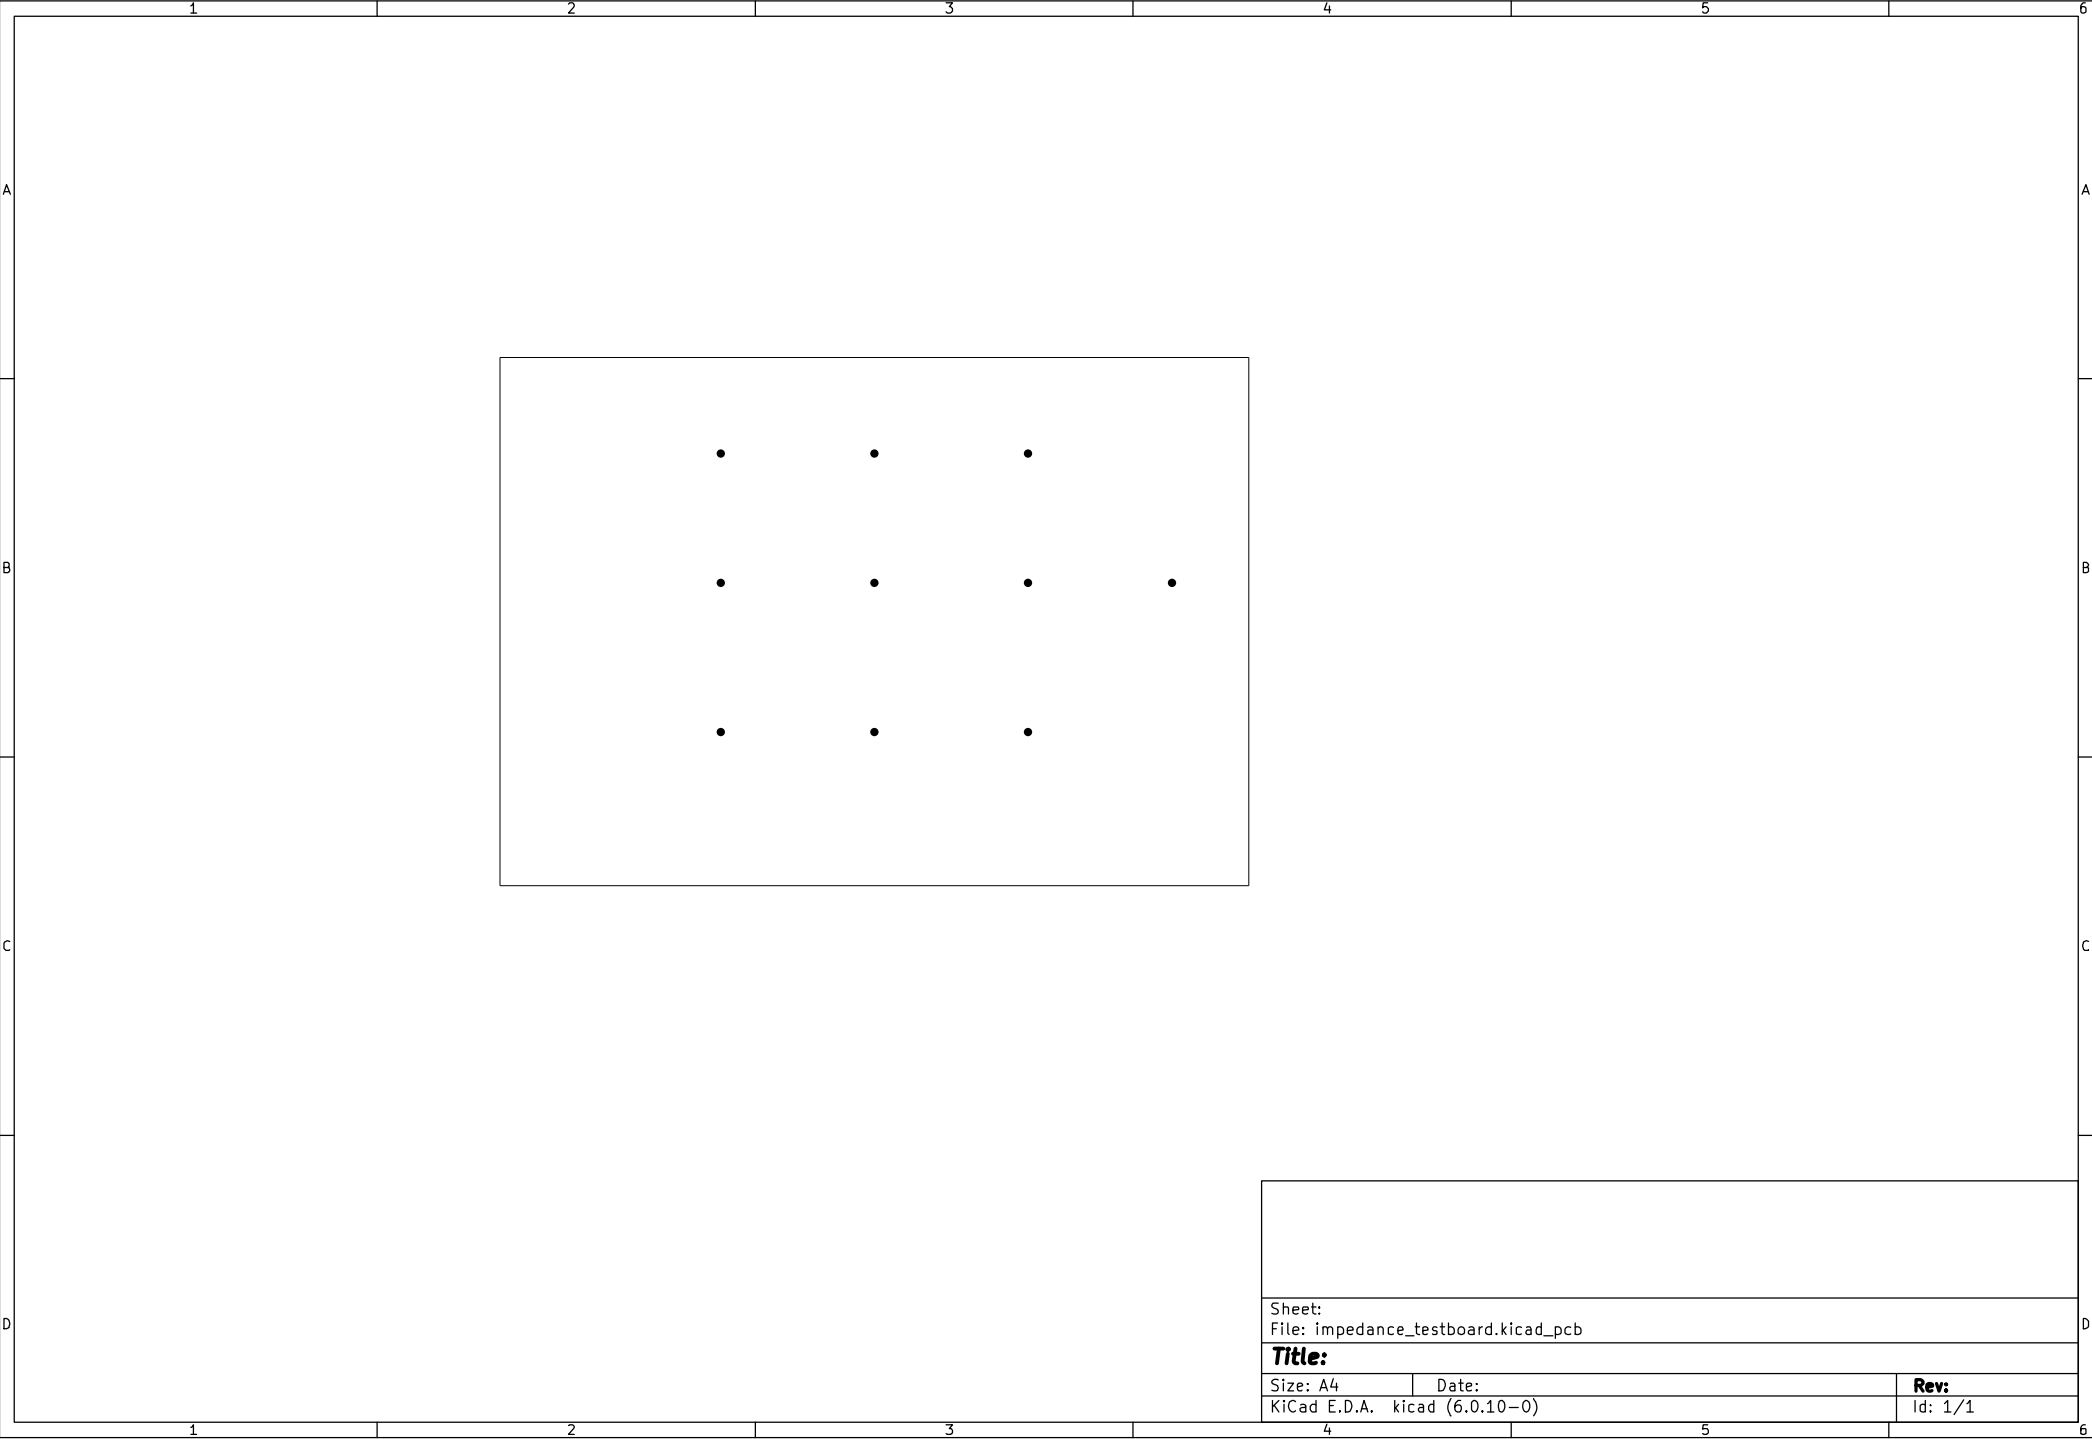 1 2 3 4 5 6
A A
B B
C C
D D
Sheet:
File: impedance_testboard.kicad_pcb
Title:
Size: A4 Date: Rev:
KiCad E.D.A. kicad (6.0.10-0) Id: 1/1
1 2 3 4 5 6